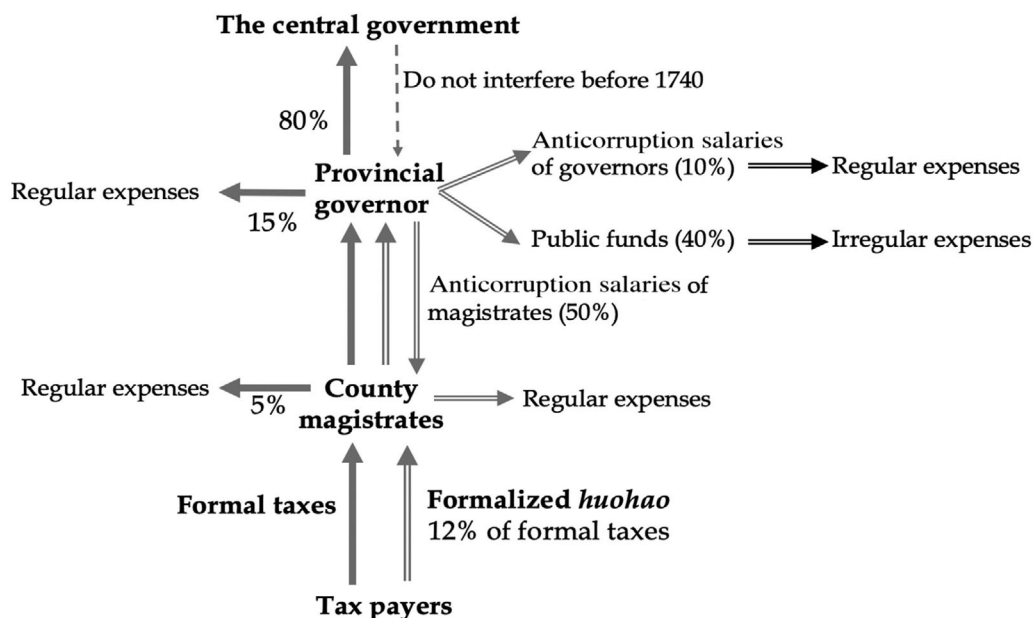 The central government
Do not interfere before 1740
80%
Anticorruption salaries
of governors (10%)
Regular expenses
Provincial
governor
Regular expenses
15%
Public funds (40%)
Irregular expenses
Anticorruption salaries of
magistrates (50%)
Regular expenses
5%
County
magistrates
Regular expenses
Formal taxes
Formalized huohao
12% of formal taxes
Tax payers